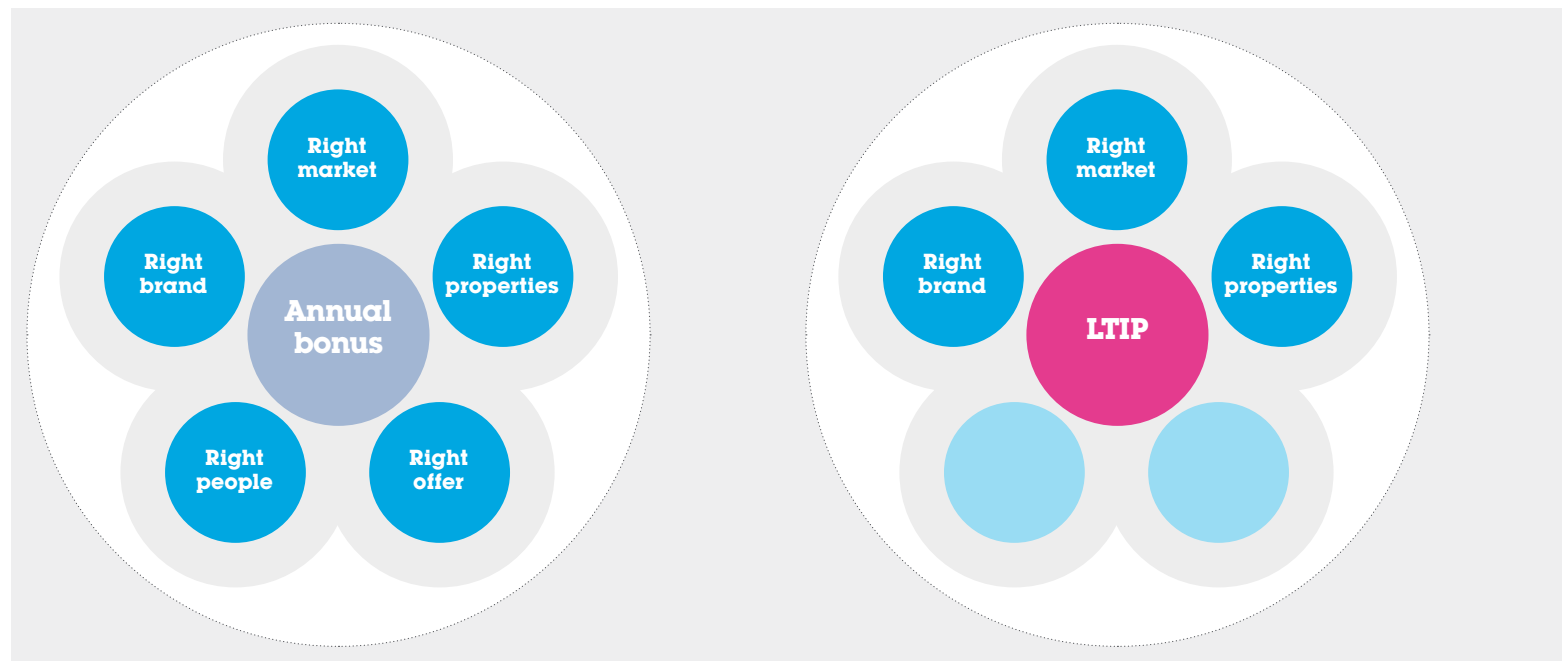 Right
market
Right
brand
Right
properties
Annual
bonus
Right
people
Right
offer
Right
market
Right
brand
Right
properties
LTIP